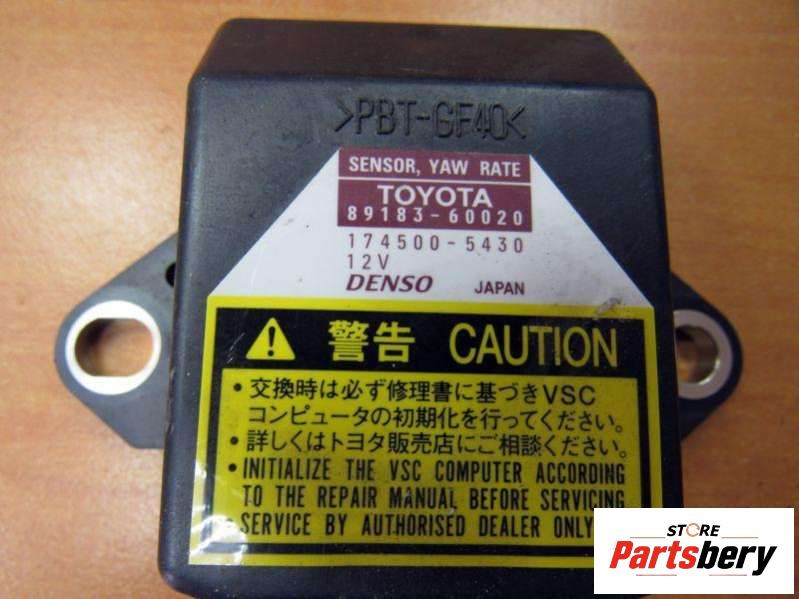 >PBT-GF40<
SENSOR, YAW RATE
TOYOTA
89183-60020
174500-5430
12V
DENSO JAPAN
警告 CAUTION
・交換時は必ず修理書に基づきVSC
コンピュータの初期化を行ってください。
・詳しくはトヨタ販売店にご相談ください。
・INITIALIZE THE VSC COMPUTER ACCORDING
TO THE REPAIR MANUAL BEFORE SERVICING
SERVICE BY AUTHORISED DEALER ONLY
STORE
Partsbery